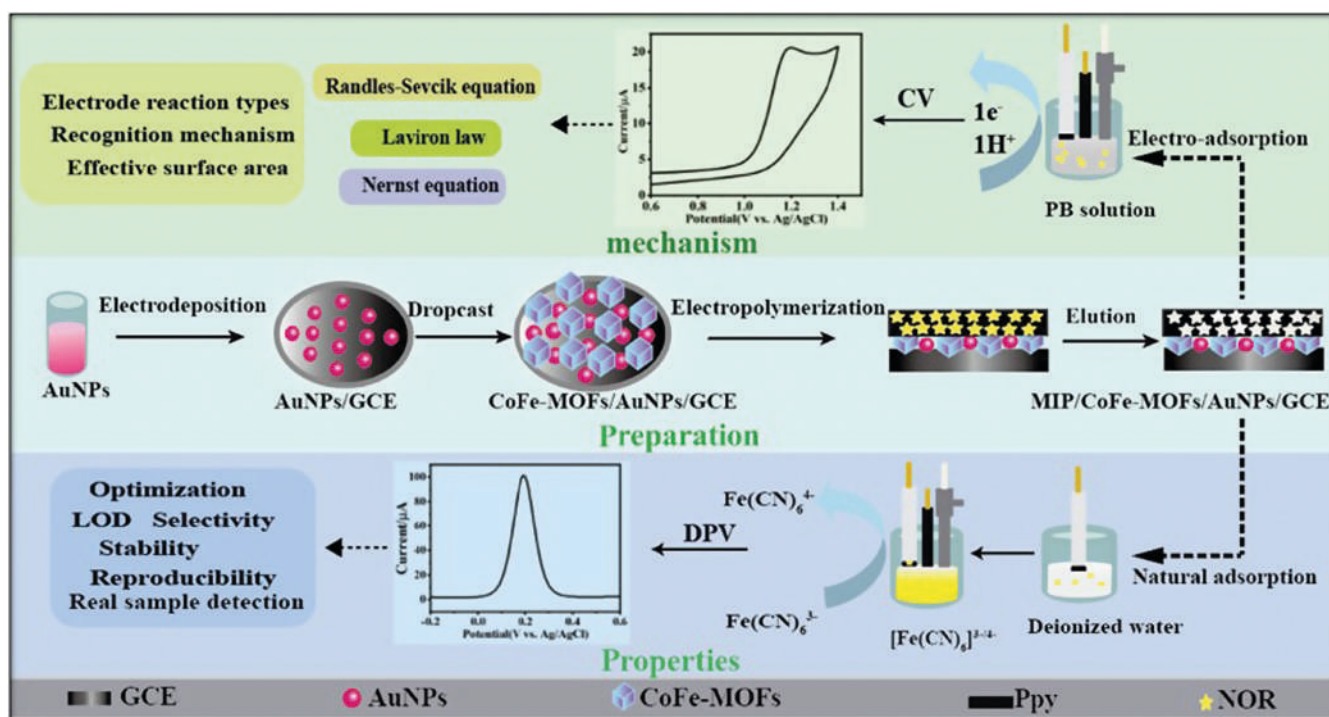 Electrode reaction types
Recognition mechanism
Effective surface area
Randles-Sevcik equation
Laviron law
Nernst equation
Current/μA
20
15
10
5
0
0.6 0.8 1.0 1.2 1.4
Potential(V vs. Ag/AgCl)
CV
1e⁻
1H⁺
PB solution
Electro-adsorption
mechanism
AuNPs
Electrodeposition
AuNPs/GCE
Dropcast
CoFe-MOFs/AuNPs/GCE
Electropolymerization
Elution
MIP/CoFe-MOFs/AuNPs/GCE
Preparation
Optimization
LOD Selectivity
Stability
Reproducibility
Real sample detection
Current/μA
100
80
60
40
20
0
-0.2 0.0 0.2 0.4 0.6
Potential(V vs. Ag/AgCl)
DPV
Fe(CN)₆⁴⁻
Fe(CN)₆³⁻
[Fe(CN)₆]³⁻/⁴⁻
Deionized water
Natural adsorption
Properties
GCE AuNPs CoFe-MOFs Ppy NOR